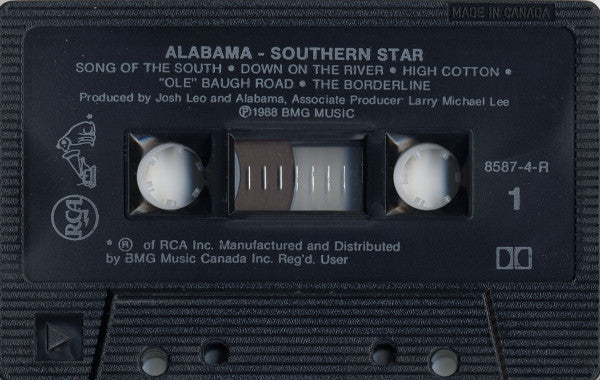 MADE IN CANADA
ALABAMA - SOUTHERN STAR
SONG OF THE SOUTH • DOWN ON THE RIVER • HIGH COTTON •
"OLE" BAUGH ROAD • THE BORDERLINE
Produced by Josh Leo and Alabama, Associate Producer Larry Michael Lee
℗1988 BMG MUSIC
8587-4-R
1
RCA
* ® of RCA Inc. Manufactured and Distributed
by BMG Music Canada Inc. Reg'd. User